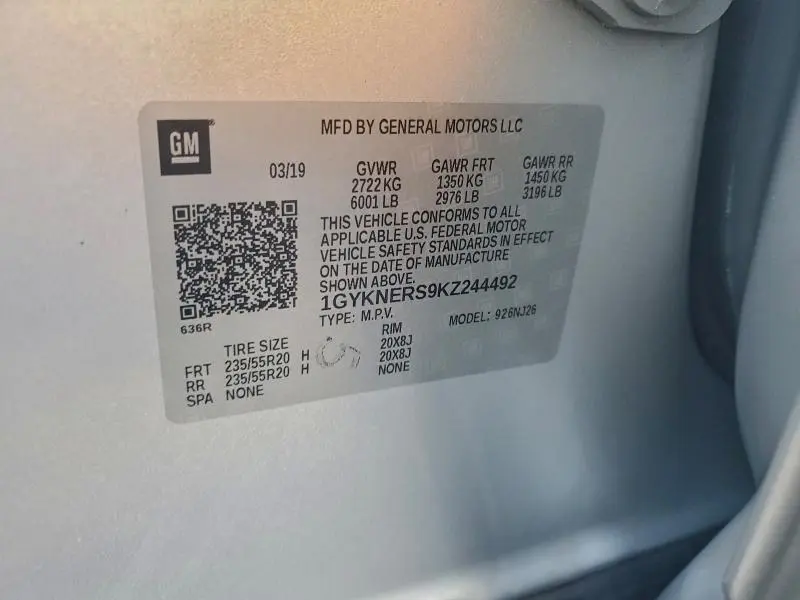 GM
MFD BY GENERAL MOTORS LLC
03/19
GVWR GAWR FRT GAWR RR
2722 KG 1350 KG 1450 KG
6001 LB 2976 LB 3196 LB
THIS VEHICLE CONFORMS TO ALL
APPLICABLE U.S. FEDERAL MOTOR
VEHICLE SAFETY STANDARDS IN EFFECT
ON THE DATE OF MANUFACTURE
SHOWN ABOVE.
1GYKNERS9KZ244492
TYPE: M.P.V. MODEL: 926NJ26
636R
TIRE SIZE RIM
FRT 235/55R20 H 20X8J
RR 235/55R20 H 20X8J
SPA NONE NONE